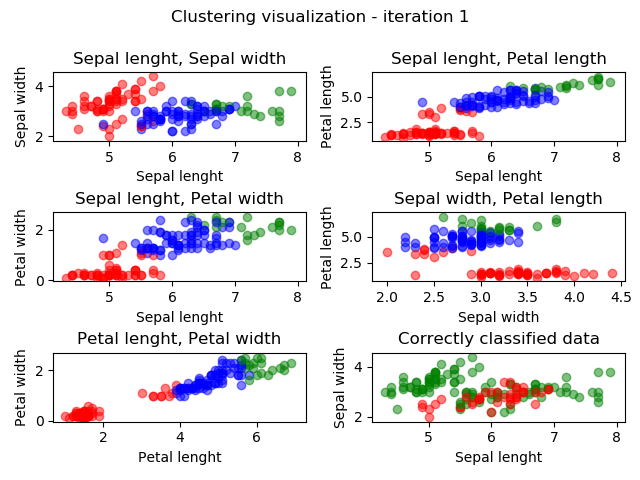 Clustering visualization - iteration 1
Sepal lenght, Sepal width
Sepal width
4
2
5 6 7 8
Sepal lenght
Sepal lenght, Petal length
Petal length
5.0
2.5
5 6 7 8
Sepal lenght
Sepal lenght, Petal width
Petal width
2
0
5 6 7 8
Sepal lenght
Sepal width, Petal length
Petal length
5.0
2.5
2.0 2.5 3.0 3.5 4.0 4.5
Sepal width
Petal lenght, Petal width
Petal width
2
0
2 4 6
Petal lenght
Correctly classified data
Sepal width
4
2
5 6 7 8
Sepal lenght